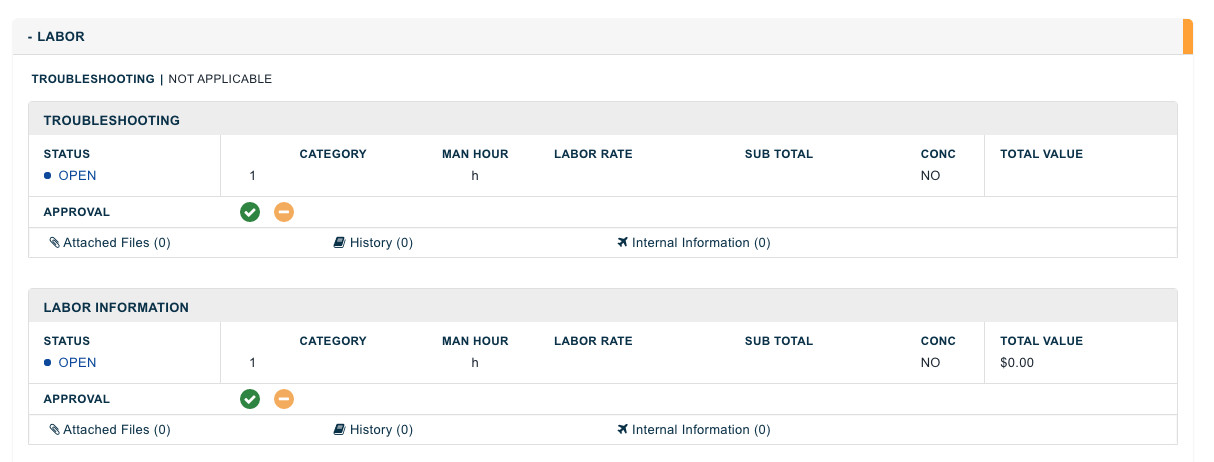 - LABOR
TROUBLESHOOTING | NOT APPLICABLE
TROUBLESHOOTING
STATUS CATEGORY MAN HOUR LABOR RATE SUB TOTAL CONC TOTAL VALUE
OPEN 1 h NO
APPROVAL
Attached Files (0) History (0) Internal Information (0)
LABOR INFORMATION
STATUS CATEGORY MAN HOUR LABOR RATE SUB TOTAL CONC TOTAL VALUE
OPEN 1 h NO $0.00
APPROVAL
Attached Files (0) History (0) Internal Information (0)